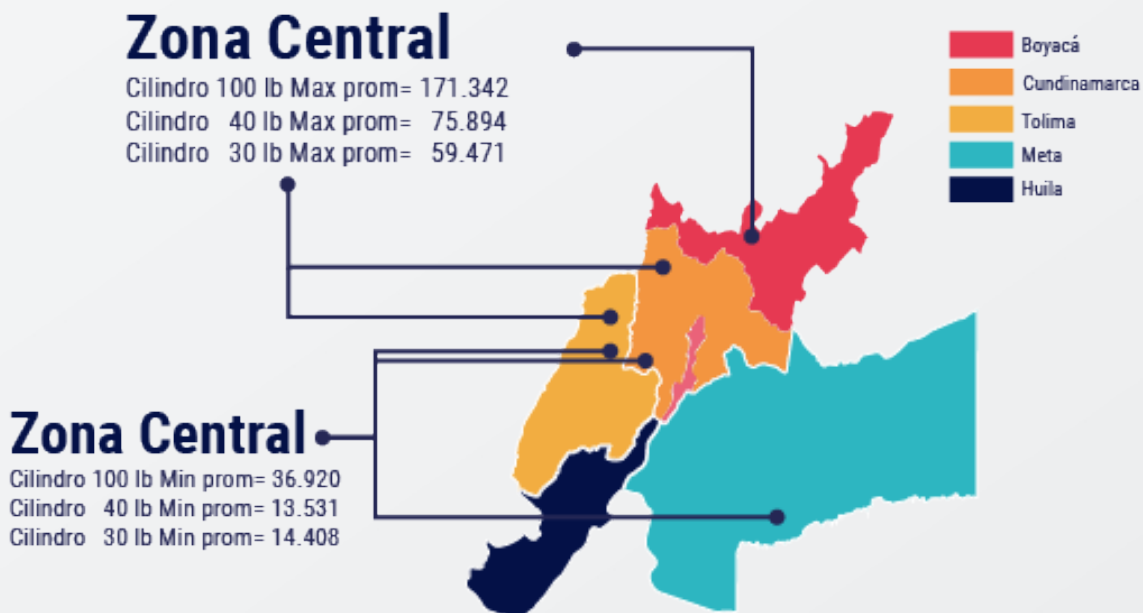 Zona Central
Cilindro 100 lb Max prom= 171.342
Cilindro 40 lb Max prom= 75.894
Cilindro 30 lb Max prom= 59.471
Boyacá
Cundinamarca
Tolima
Meta
Huila
Zona Central
Cilindro 100 lb Min prom= 36.920
Cilindro 40 lb Min prom= 13.531
Cilindro 30 lb Min prom= 14.408